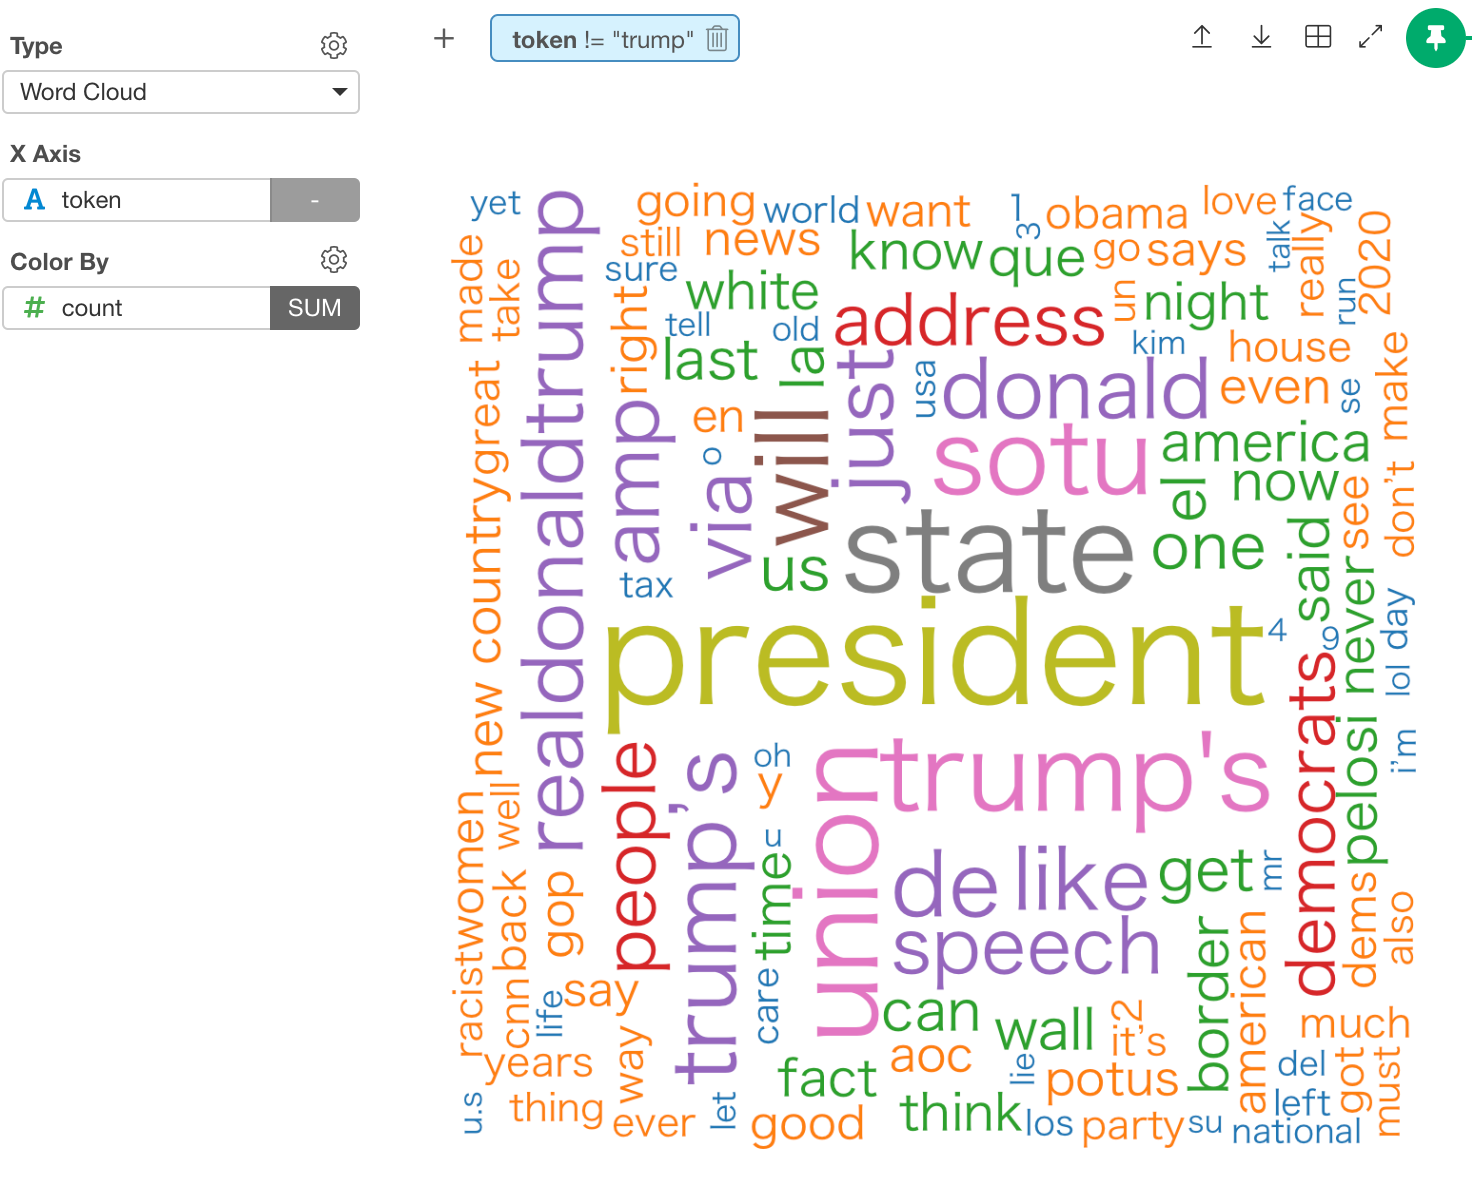 Type
Word Cloud
X Axis
A token -
Color By
# count SUM
+ token != "trump"
yet
going
world
want
1
3
obama
love
face
still
news
know
que
go
says
talk
really
2020
made
take
realdonaldtrump
sure
right
white
tell
old
address
un
night
run
last
la
just
kim
house
make
great
amp
en
will
usa
donald
even
se
o
via
sotu
america
el
now
see
don't
country
tax
us
state
one
said
never
day
president
4
9
lol
new
people
trump's
oh
y
union
trump's
democrats
pelosi
i'm
well
women
u
time
de
like
get
mr
racist
back
gop
speech
border
american
dems
also
cnn
life
say
care
can
wall
2
it's
much
years
way
fact
aoc
lie
potus
del
got
must
u.s
thing
ever
let
good
think
los
party
su
left
national